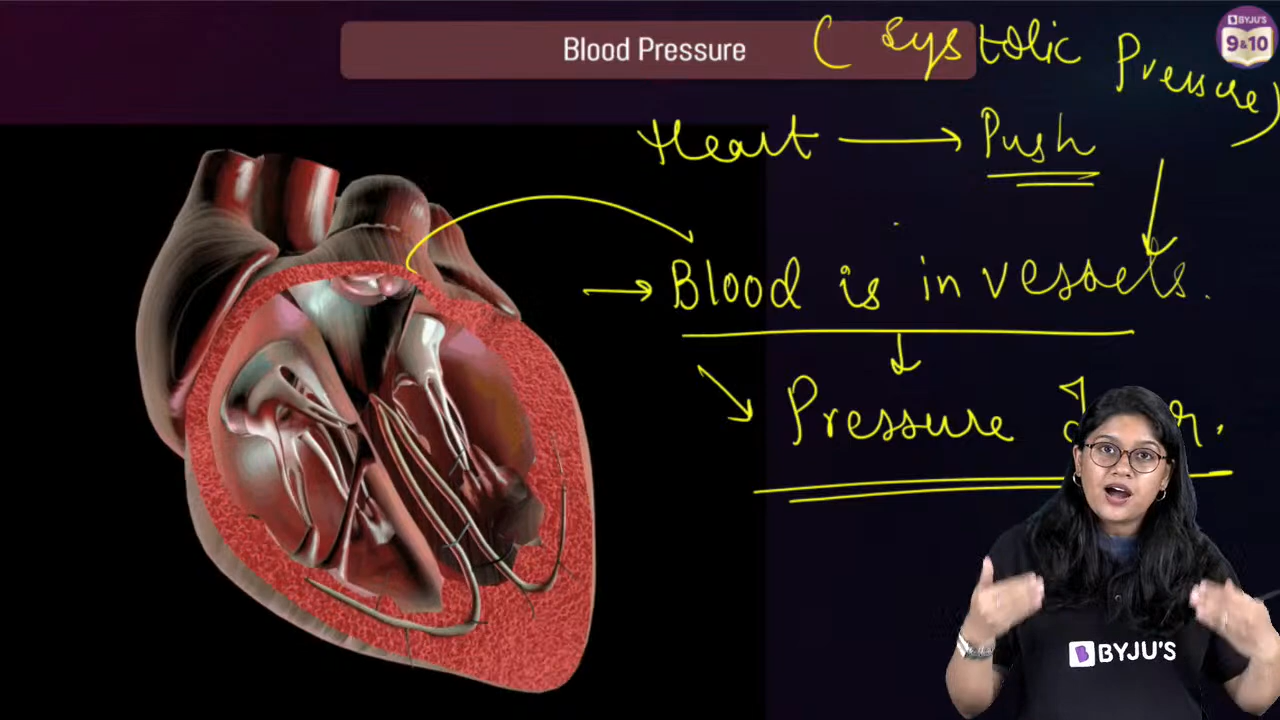 Blood Pressure
(Systolic Pressure)
BYJU'S
9&10
Heart → Push
→ Blood is in vessels.
Pressure
BYJU'S